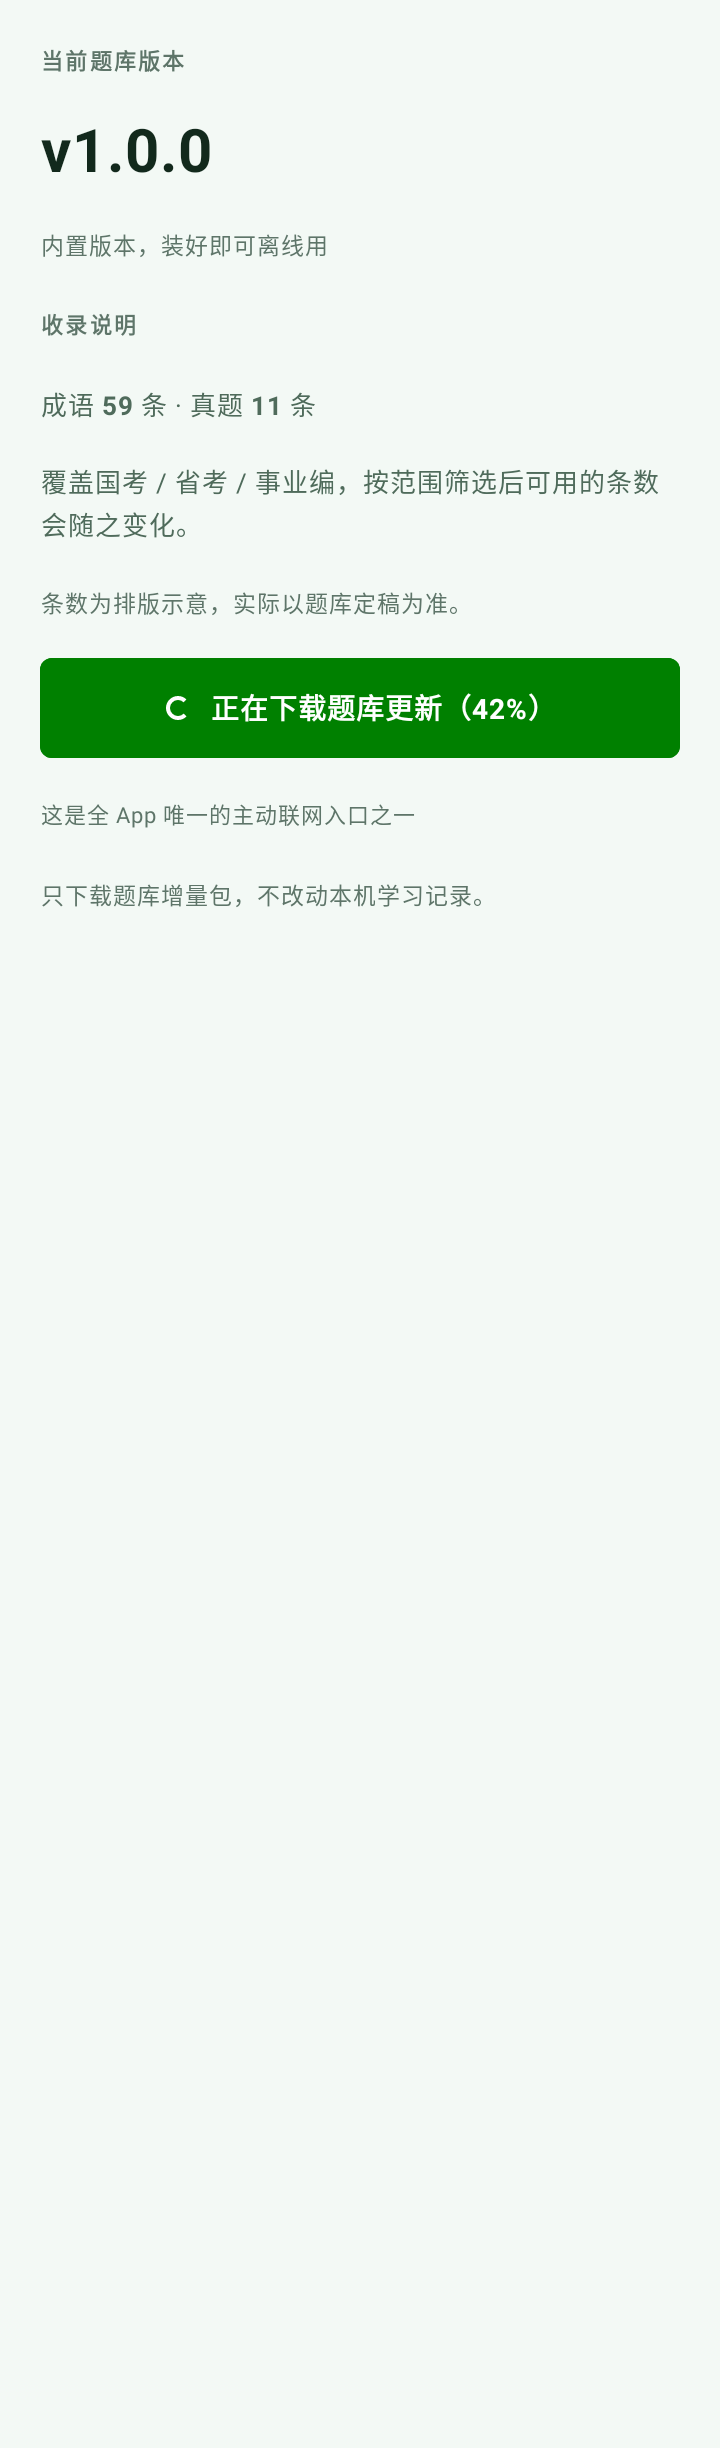 当前题库版本
v1.0.0
内置版本，装好即可离线用
收录说明
成语 59 条 · 真题 11 条
覆盖国考 / 省考 / 事业编，按范围筛选后可用的条数
会随之变化。
条数为排版示意，实际以题库定稿为准。
正在下载题库更新（42%）
这是全 App 唯一的主动联网入口之一
只下载题库增量包，不改动本机学习记录。